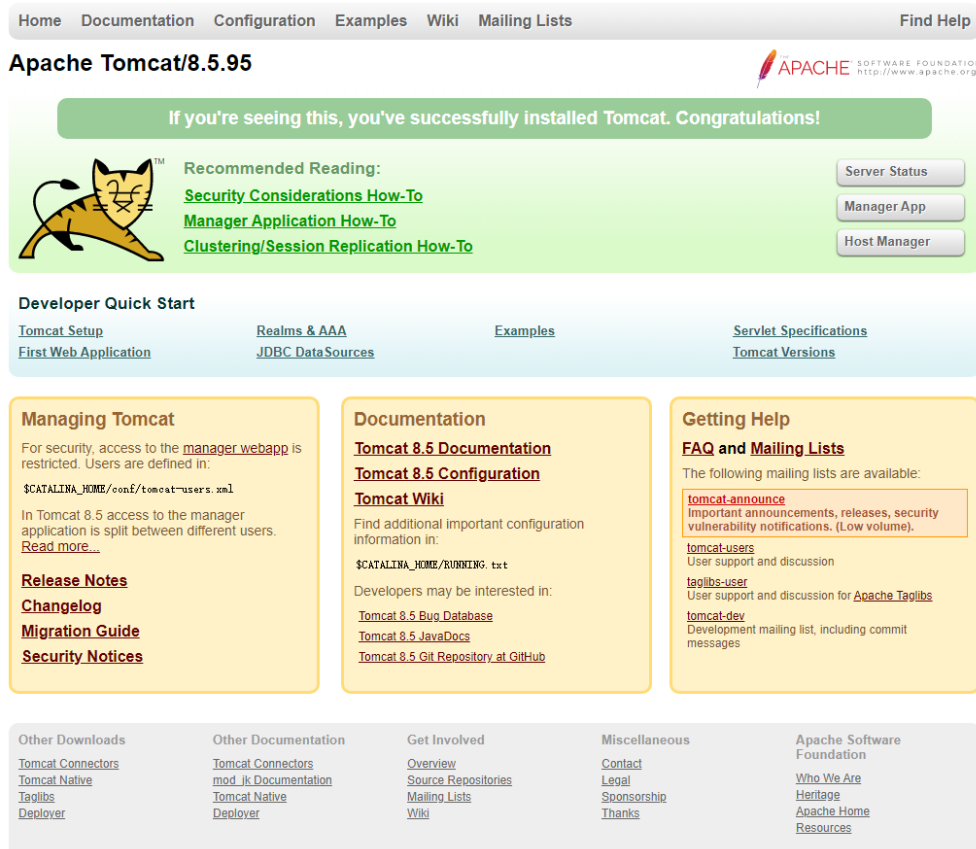 Home Documentation Configuration Examples Wiki Mailing Lists Find Help
Apache Tomcat/8.5.95
THE
APACHE SOFTWARE FOUNDATION
http://www.apache.org
If you're seeing this, you've successfully installed Tomcat. Congratulations!
TM
Recommended Reading:
Security Considerations How-To
Manager Application How-To
Clustering/Session Replication How-To
Server Status
Manager App
Host Manager
Developer Quick Start
Tomcat Setup
First Web Application
Realms & AAA
JDBC DataSources
Examples
Servlet Specifications
Tomcat Versions
Managing Tomcat
For security, access to the manager webapp is
restricted. Users are defined in:
$CATALINA_HOME/conf/tomcat-users.xml
In Tomcat 8.5 access to the manager
application is split between different users.
Read more...
Release Notes
Changelog
Migration Guide
Security Notices
Documentation
Tomcat 8.5 Documentation
Tomcat 8.5 Configuration
Tomcat Wiki
Find additional important configuration
information in:
$CATALINA_HOME/RUNNING.txt
Developers may be interested in:
Tomcat 8.5 Bug Database
Tomcat 8.5 JavaDocs
Tomcat 8.5 Git Repository at GitHub
Getting Help
FAQ and Mailing Lists
The following mailing lists are available:
tomcat-announce
Important announcements, releases, security
vulnerability notifications. (Low volume).
tomcat-users
User support and discussion
taglibs-user
User support and discussion for Apache Taglibs
tomcat-dev
Development mailing list, including commit
messages
Other Downloads
Tomcat Connectors
Tomcat Native
Taglibs
Deployer
Other Documentation
Tomcat Connectors
mod_jk Documentation
Tomcat Native
Deployer
Get Involved
Overview
Source Repositories
Mailing Lists
Wiki
Miscellaneous
Contact
Legal
Sponsorship
Thanks
Apache Software
Foundation
Who We Are
Heritage
Apache Home
Resources